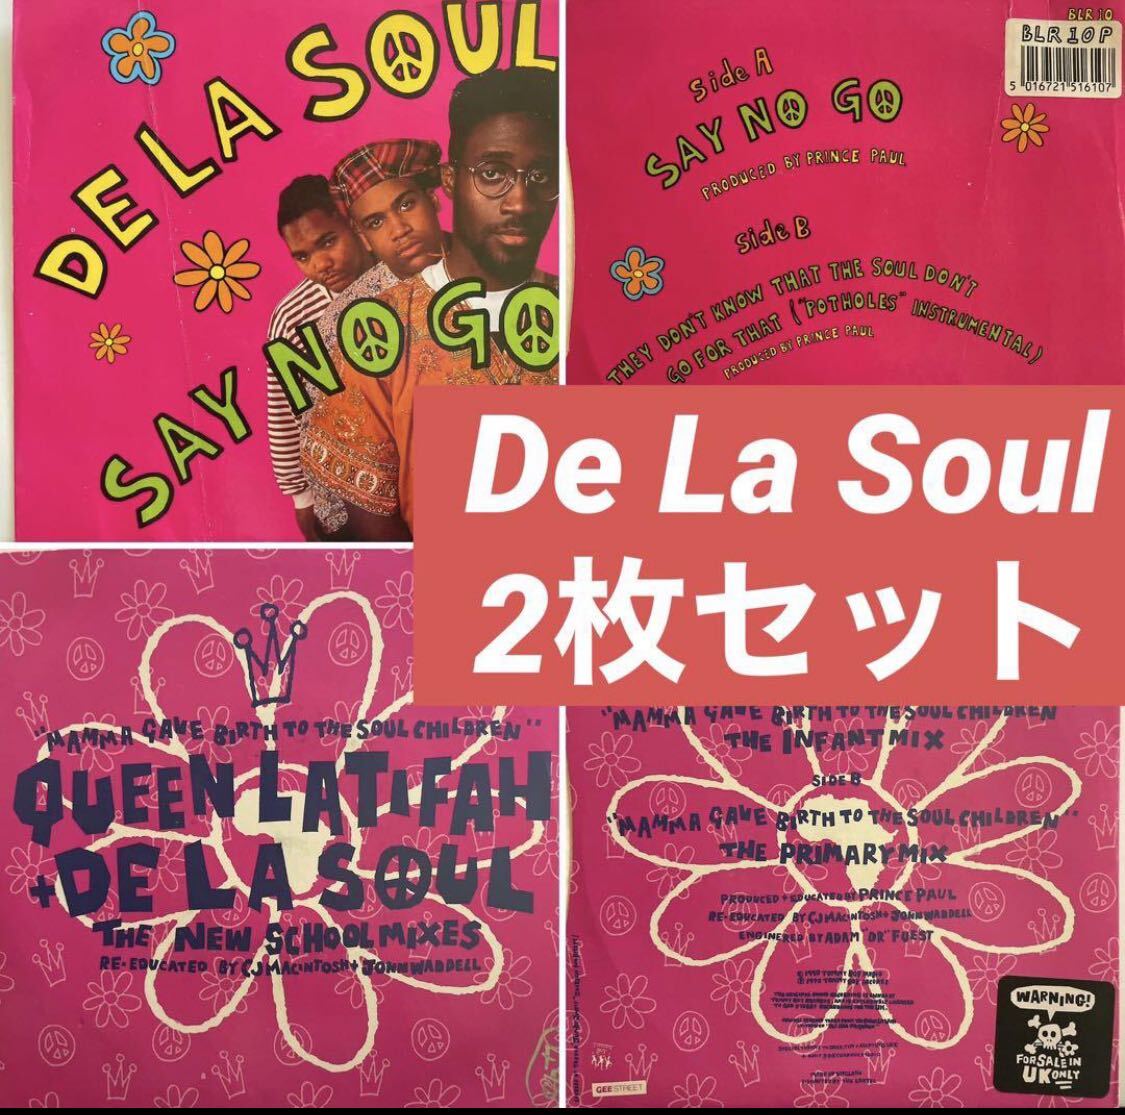 DE LA SOUL
SAY NO GO
BLR 10
BLR 10 P
5 016721 516107
Side A
SAY NO GO
PRODUCED BY PRINCE PAUL
Side B
THEY DON'T KNOW THAT THE SOUL DON'T
GO FOR THAT ("POTHOLES" INSTRUMENTAL)
PRODUCED BY PRINCE PAUL
De La Soul
2枚セット
"MAMMA GAVE BIRTH TO THE SOUL CHILDREN"
QUEEN LATIFAH
+DE LA SOUL
THE NEW SCHOOL MIXES
RE·EDUCATED BY CJ MACINTOSH + JOHN WADDELL
"MAMMA GAVE BIRTH TO THE SOUL CHILDREN
THE INFANT MIX
SIDE B
"MAMMA GAVE BIRTH TO THE SOUL CHILDREN"
THE PRIMARY MIX
PRODUCED + EDUCATED BY PRINCE PAUL
RE·EDUCATED BY CJ MACINTOSH + JOHN WADDELL
ENGINERED BY ADAM "DR" FUEST
GEE STREET
WARNING!
FOR SALE IN
UK ONLY